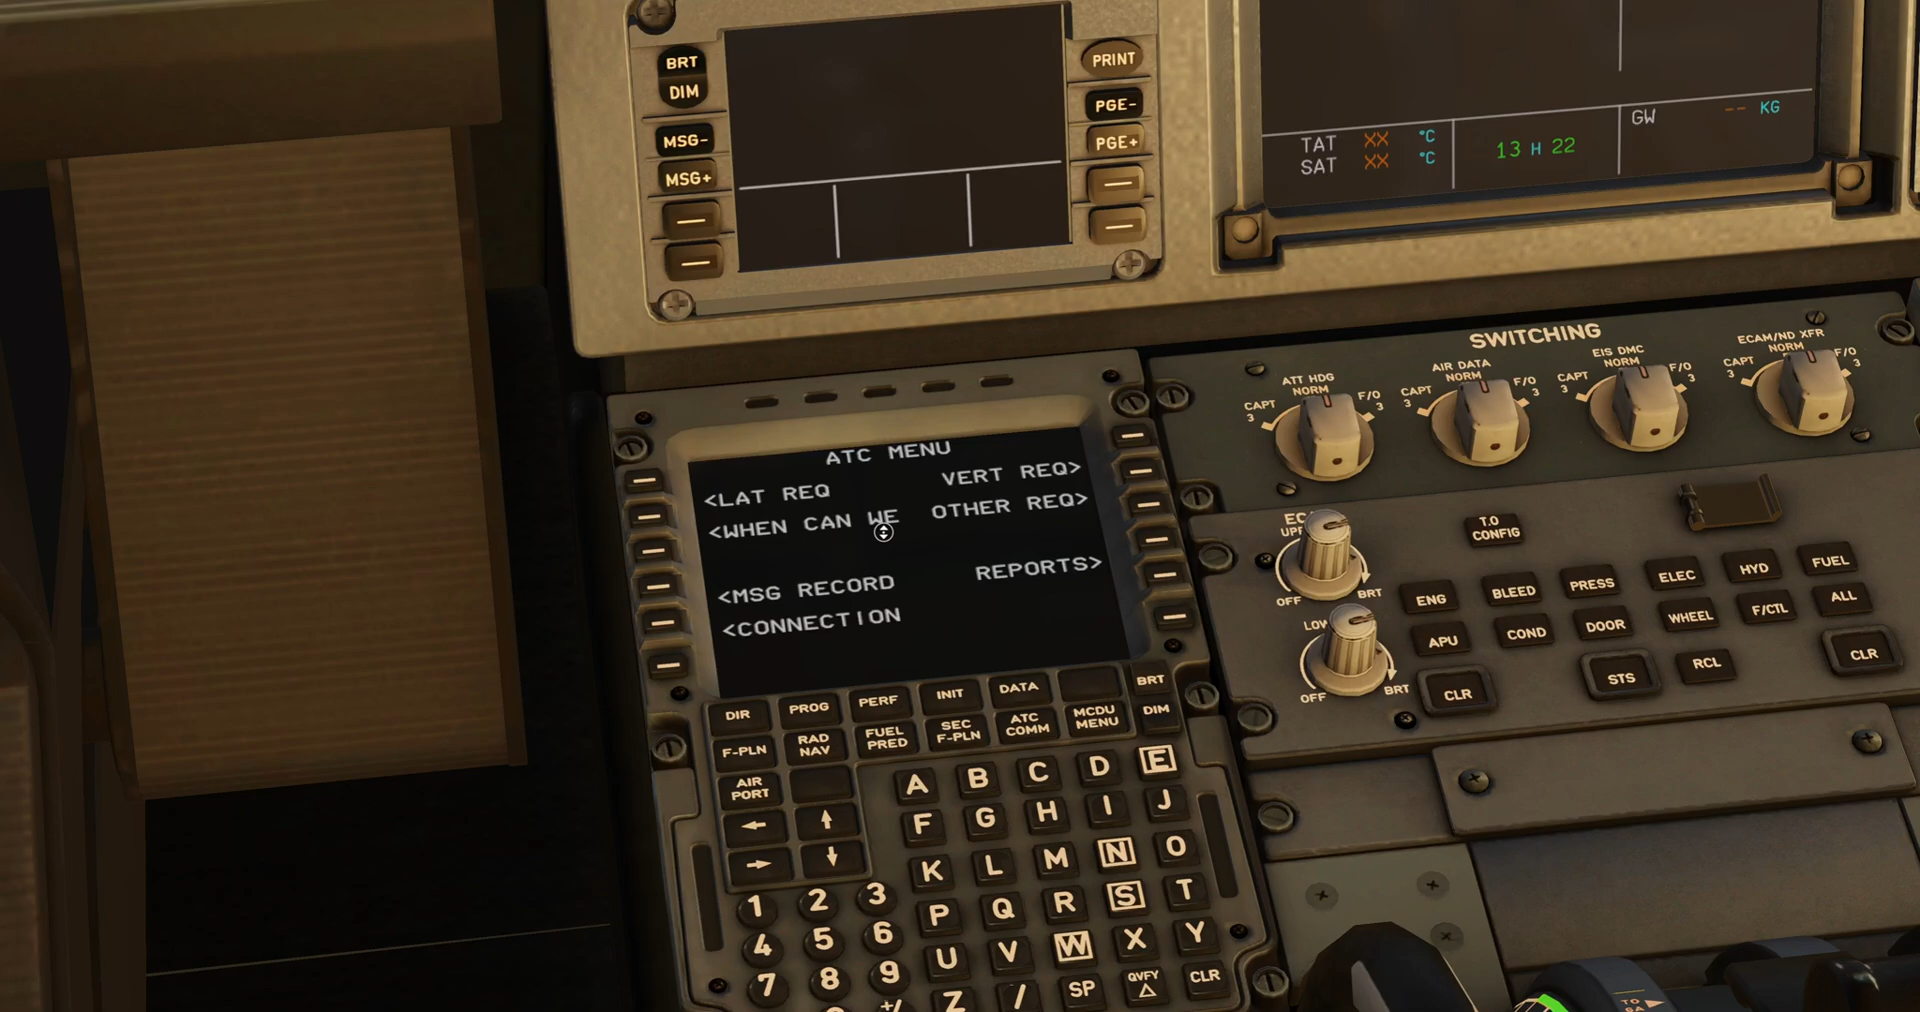 BRT
DIM
MSG-
MSG+
PRINT
PGE-
PGE+
TAT XX °C
SAT XX °C
13 H 22
GW -- KG
ATC MENU
<LAT REQ VERT REQ>
<WHEN CAN WE OTHER REQ>
<MSG RECORD REPORTS>
<CONNECTION
SWITCHING
ATT HDG
NORM
CAPT
3
F/O
3
AIR DATA
NORM
CAPT
3
F/O
3
EIS DMC
NORM
CAPT
3
F/O
3
ECAM/ND XFR
NORM
CAPT
3
F/O
3
OFF BRT
OFF BRT
T.O
CONFIG
ENG BLEED PRESS ELEC HYD FUEL
APU COND DOOR WHEEL F/CTL ALL
CLR STS RCL CLR
DIR PROG PERF INIT DATA BRT
F-PLN RAD
NAV FUEL
PRED SEC
F-PLN ATC
COMM MCDU
MENU DIM
AIR
PORT
← ↑
→ ↓
A B C D E
F G H I J
K L M N O
1 2 3 P Q R S T
4 5 6 U V W X Y
7 8 9 Z / SP OVFY
△ CLR
+/
TO